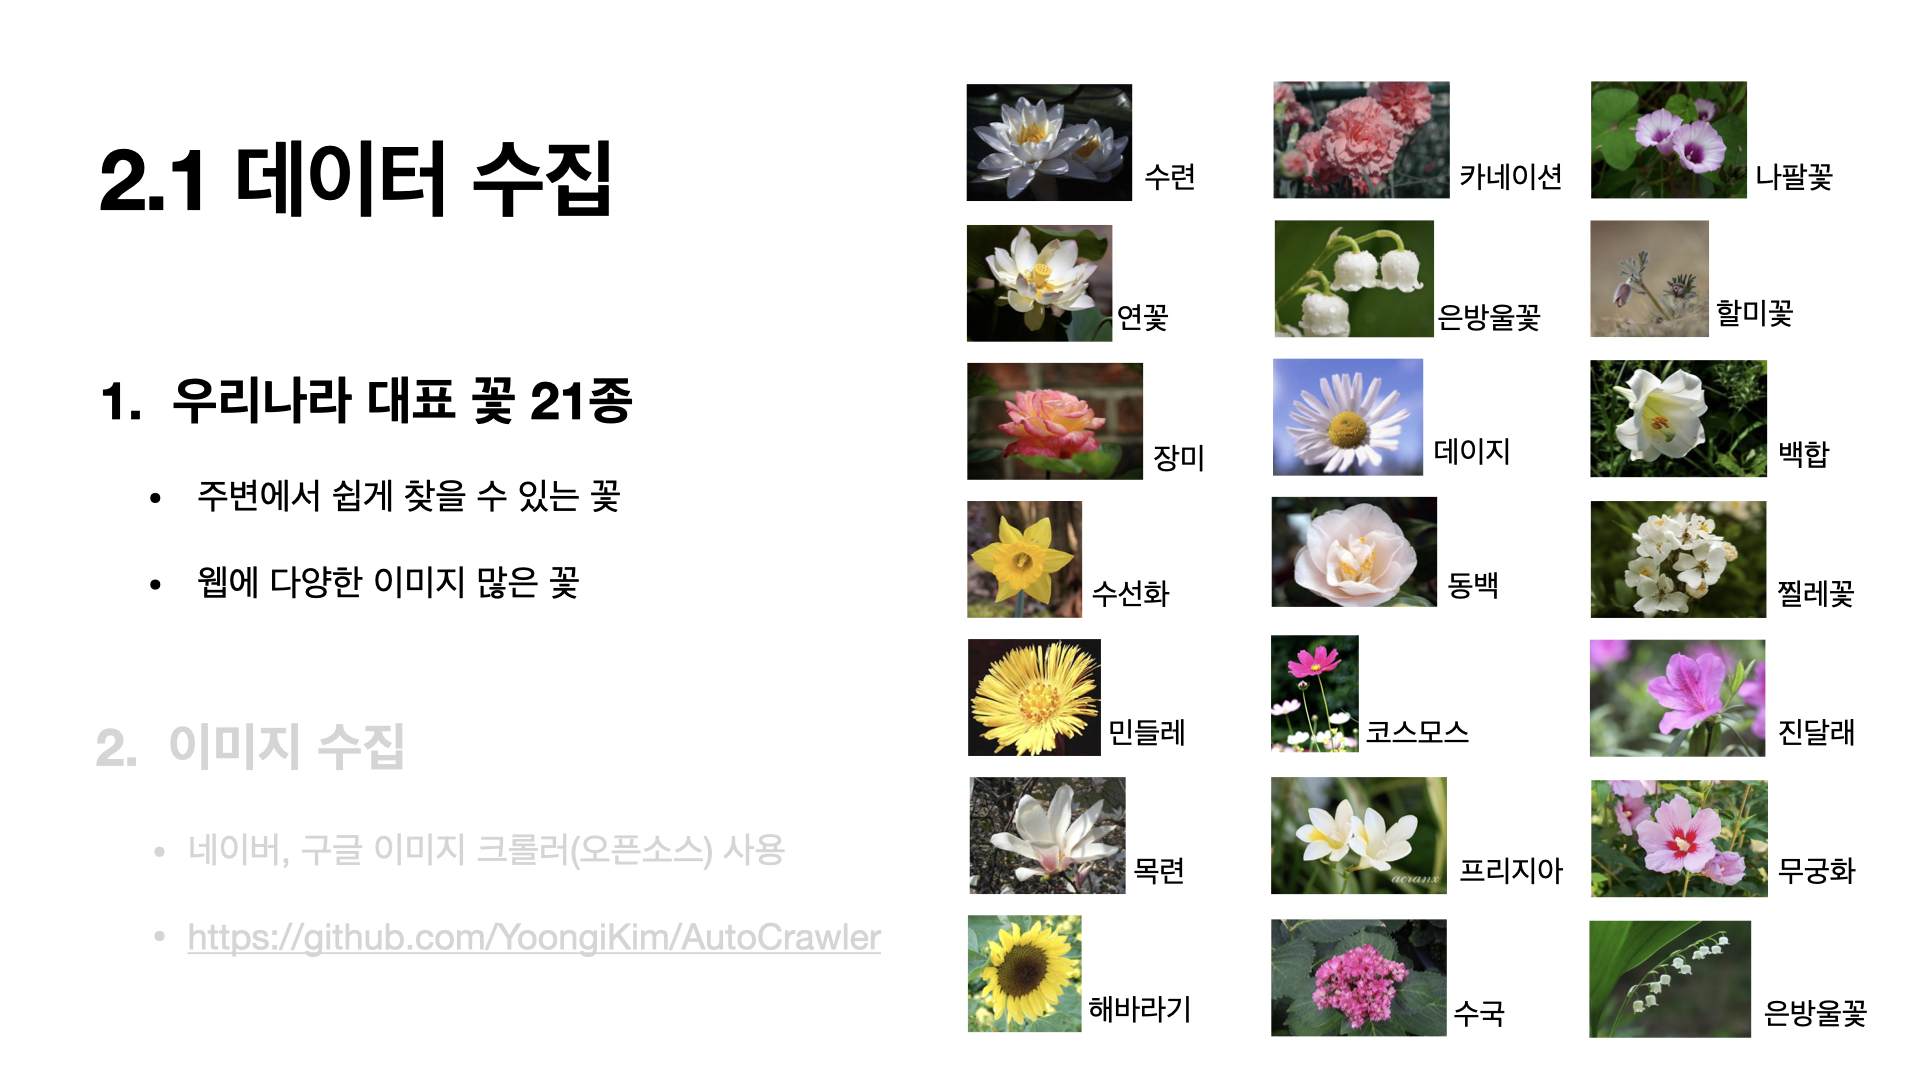 2.1 데이터 수집
1. 우리나라 대표 꽃 21종
• 주변에서 쉽게 찾을 수 있는 꽃
• 웹에 다양한 이미지 많은 꽃
2. 이미지 수집
• 네이버, 구글 이미지 크롤러(오픈소스) 사용
• https://github.com/YoongiKim/AutoCrawler
수련
카네이션
나팔꽃
연꽃
은방울꽃
할미꽃
장미
데이지
백합
수선화
동백
찔레꽃
민들레
코스모스
진달래
목련
프리지아
무궁화
acranx
해바라기
수국
은방울꽃